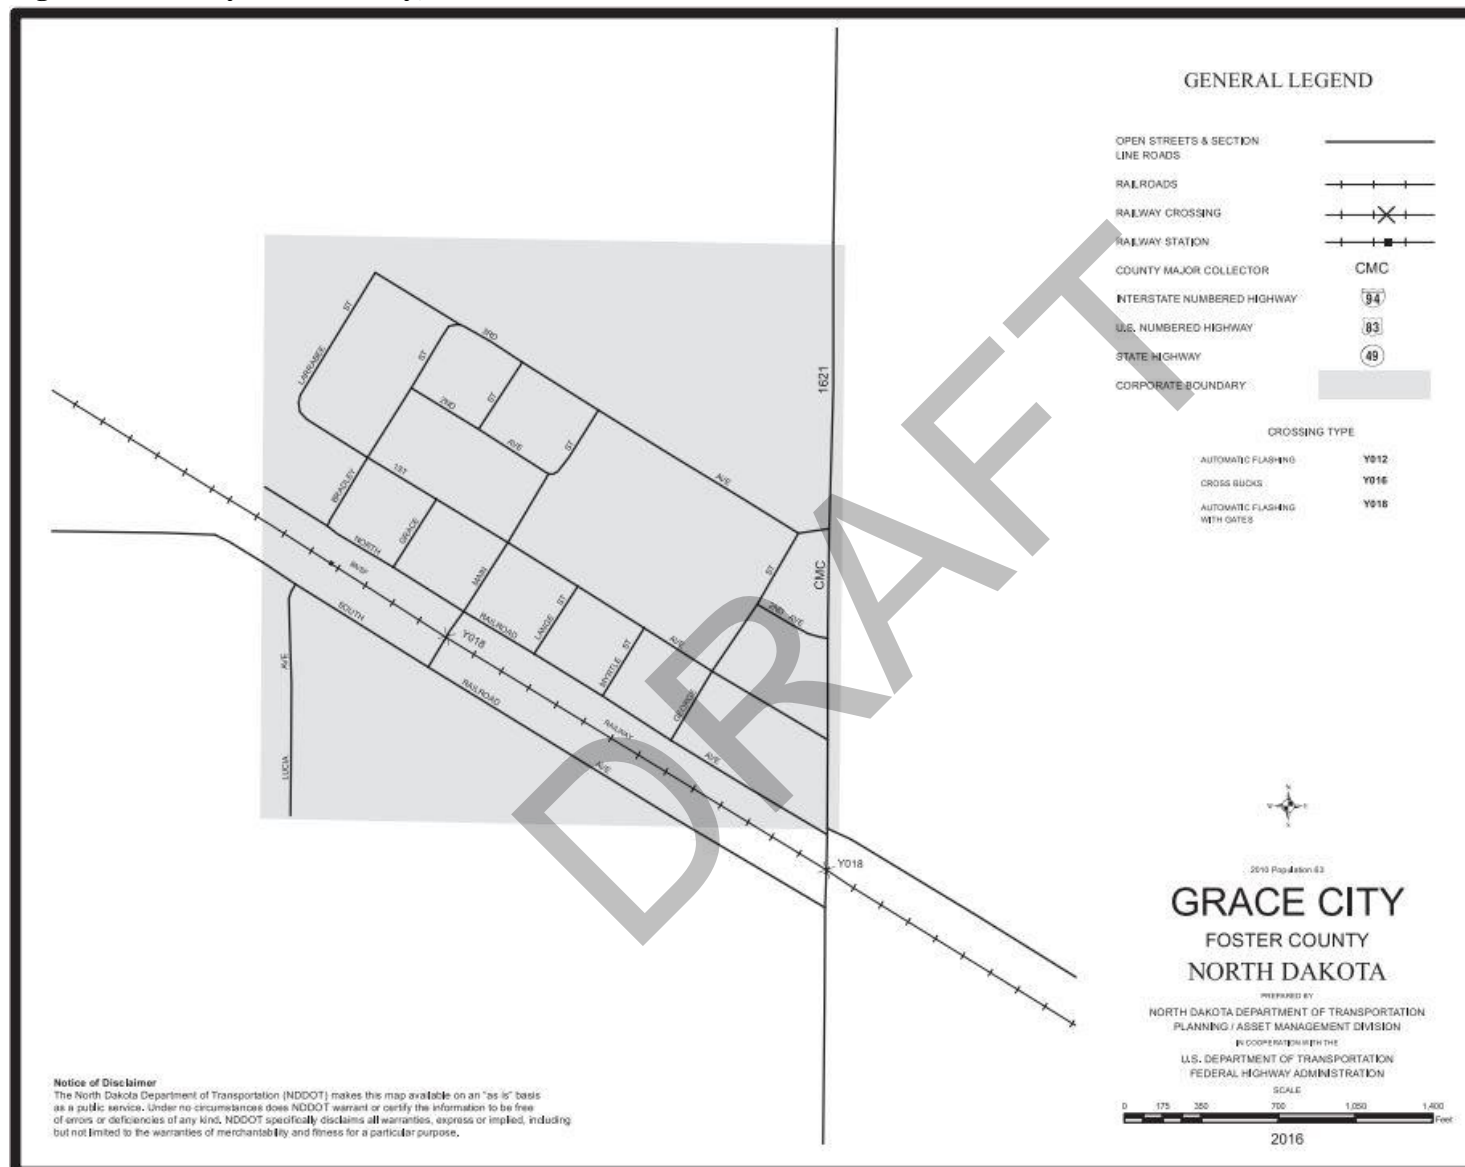 GENERAL LEGEND
OPEN STREETS & SECTION
LINE ROADS
RAILROADS
RAILWAY CROSSING
RAILWAY STATION
COUNTY MAJOR COLLECTOR CMC
INTERSTATE NUMBERED HIGHWAY 94
U.S. NUMBERED HIGHWAY 83
STATE HIGHWAY 49
CORPORATE BOUNDARY
CROSSING TYPE
AUTOMATIC FLASHING Y012
CROSS BUCKS Y016
AUTOMATIC FLASHING Y018
WITH GATES
LARRABEE ST
3RD AVE
BRADLEY ST
ST
2ND AVE
ST
1ST AVE
GRACE
MAIN
NORTH RAILROAD AVE
BNSF RAILWAY
SOUTH RAILROAD AVE
LANGS ST
MYRTLE ST
GEORGE ST
2ND AVE
LUCIA AVE
1621
CMC
Y018
Y018
DRAFT
N
W E
S
2010 Population 63
GRACE CITY
FOSTER COUNTY
NORTH DAKOTA
PREPARED BY
NORTH DAKOTA DEPARTMENT OF TRANSPORTATION
PLANNING / ASSET MANAGEMENT DIVISION
IN COOPERATION WITH THE
U.S. DEPARTMENT OF TRANSPORTATION
FEDERAL HIGHWAY ADMINISTRATION
SCALE
0 175 350 700 1,050 1,400
Feet
2016
Notice of Disclaimer
The North Dakota Department of Transportation (NDDOT) makes this map available on an "as is" basis
as a public service. Under no circumstances does NDDOT warrant or certify the information to be free
of errors or deficiencies of any kind. NDDOT specifically disclaims all warranties, express or implied, including
but not limited to the warranties of merchantability and fitness for a particular purpose.